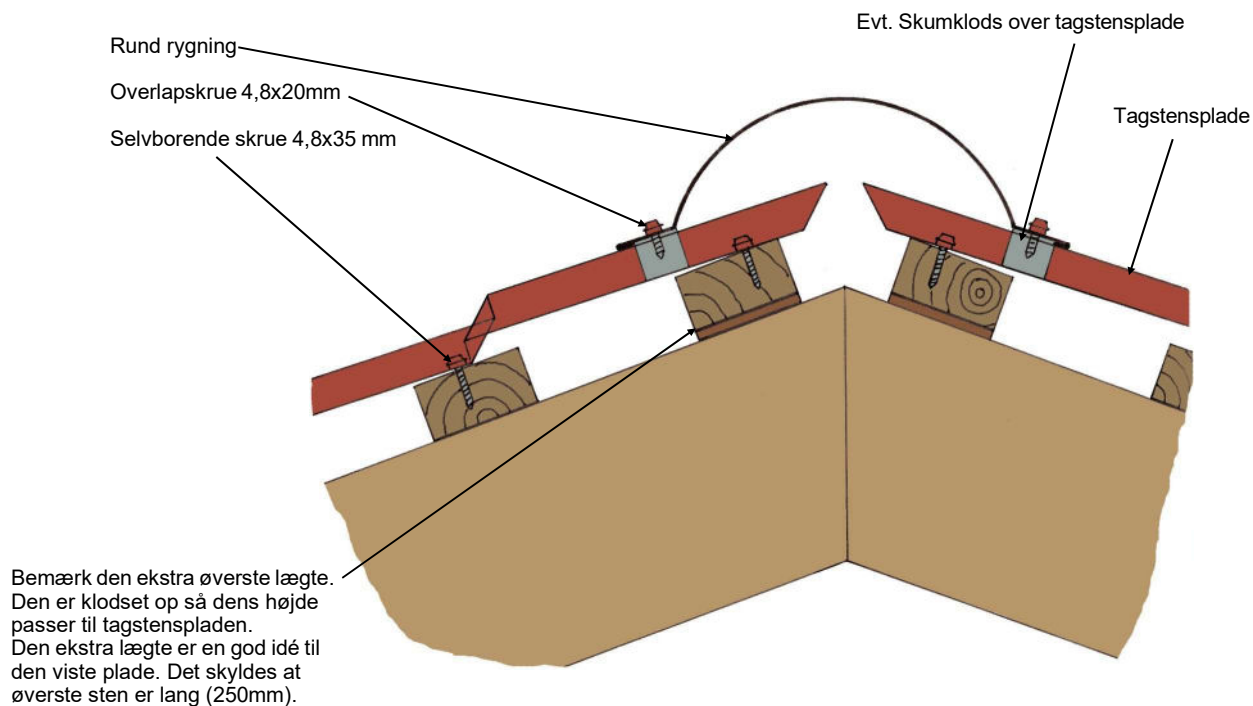 Evt. Skumklods over tagstensplade
Rund rygning
Overlapskrue 4,8x20mm
Tagstensplade
Selvborende skrue 4,8x35 mm
Bemærk den ekstra øverste lægte.
Den er klodset op så dens højde
passer til tagstenspladen.
Den ekstra lægte er en god idé til
den viste plade. Det skyldes at
øverste sten er lang (250mm).